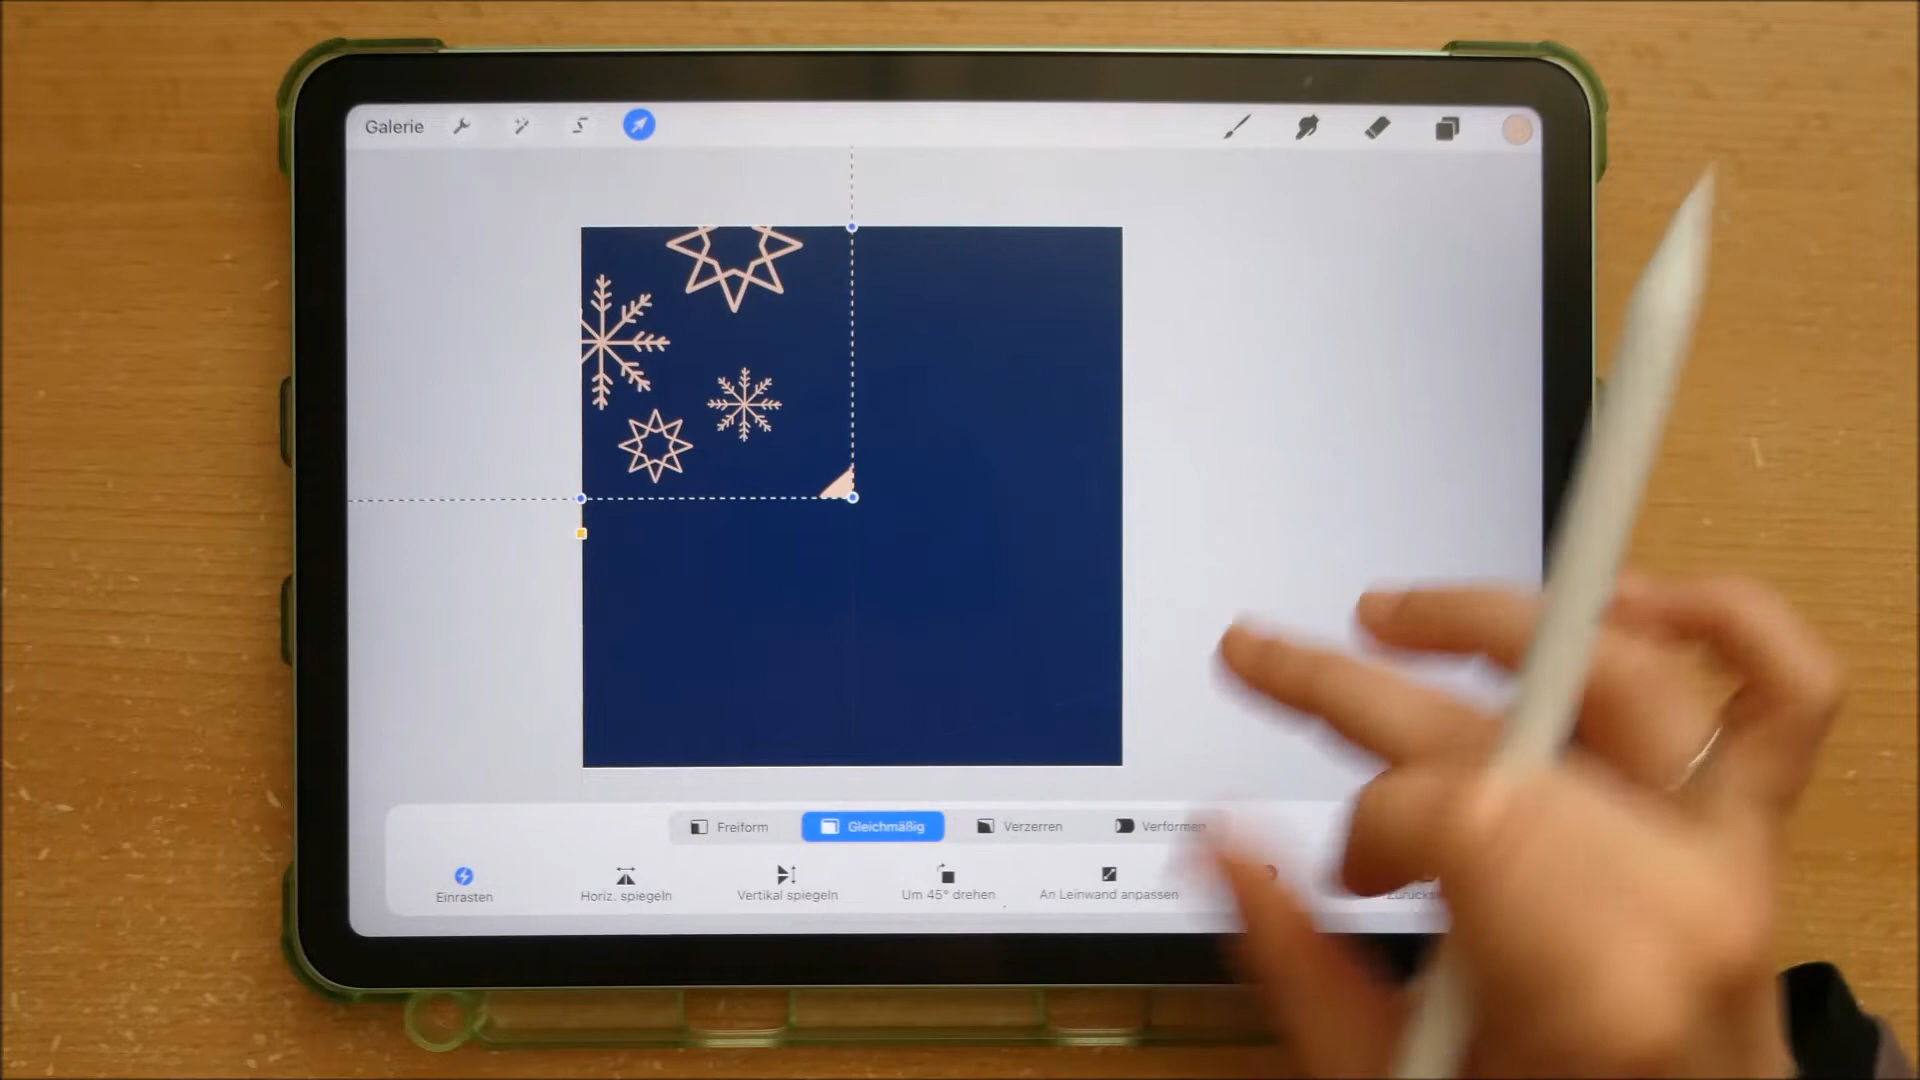 Galerie
Freiform Gleichmäßig Verzerren Verformen
Einrasten Horiz. spiegeln Vertikal spiegeln Um 45° drehen An Leinwand anpassen